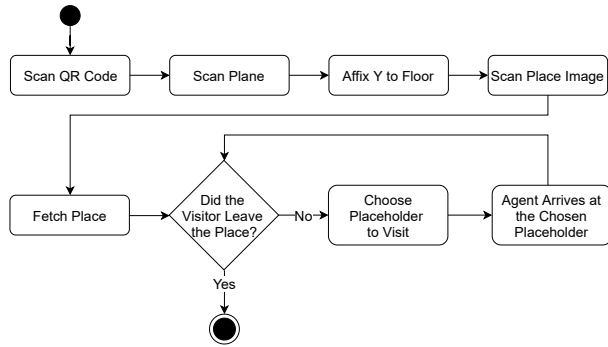 Scan QR Code
Scan Plane
Affix Y to Floor
Scan Place Image
Fetch Place
Did the
Visitor Leave
the Place?
No
Choose
Placeholder
to Visit
Agent Arrives at
the Chosen
Placeholder
Yes